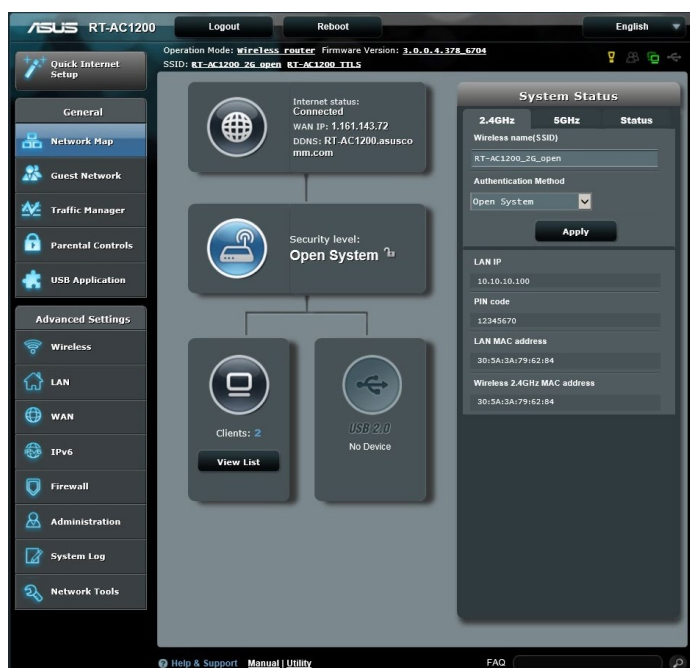 ASUS RT-AC1200
Logout
Reboot
English
Operation Mode: Wireless router Firmware Version: 3.0.0.4.378_6704
SSID: RT-AC1200_2G_open RT-AC1200_TTLS
Quick Internet
Setup
General
Network Map
Guest Network
Traffic Manager
Parental Controls
USB Application
Advanced Settings
Wireless
LAN
WAN
IPv6
IPv6
Firewall
Administration
System Log
Network Tools
Internet status:
Connected
WAN IP: 1.161.143.72
DDNS: RT-AC1200.asusco
mm.com
Security level:
Open System
Clients: 2
View List
USB 2.0
No Device
System Status
2.4GHz
5GHz
Status
Wireless name(SSID)
RT-AC1200_2G_open
Authentication
Method
Open System
Apply
LAN IP
10.10.10.100
PIN code
12345670
LAN MAC address
30:5A:3A:79:62:84
Wireless 2.4GHz MAC address
30:5A:3A:79:62:84
Help & Support Manual | Utility
FAQ